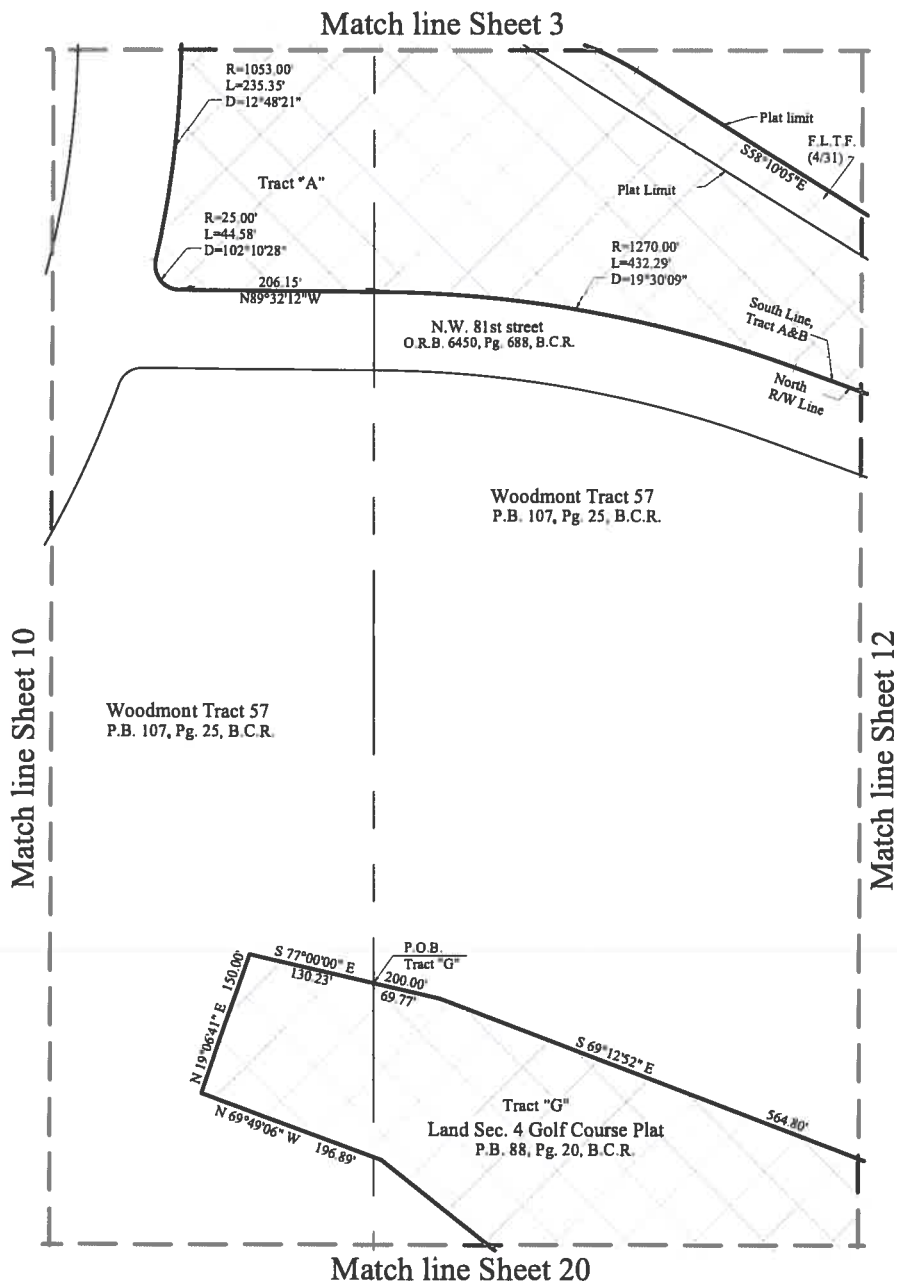 Match line Sheet 3
R=1053.00'
L=235.35'
D=12°48'21"
Plat limit
F.L.T.F.
(4/31)
S58°10'05"E
Tract "A"
Plat Limit
R=25.00'
L=44.58'
D=102°10'28"
R=1270.00'
L=432.29'
D=19°30'09"
206.15'
N89°32'12"W
South Line,
Tract A&B
N.W. 81st street
O.R.B. 6450, Pg. 688, B.C.R.
North
R/W Line
Woodmont Tract 57
P.B. 107, Pg. 25, B.C.R.
Match line Sheet 10
Match line Sheet 12
Woodmont Tract 57
P.B. 107, Pg. 25, B.C.R.
P.O.B.
Tract "G"
S 77°00'00" E
130.23'
200.00'
69.77'
150.00'
N 19°06'41" E
S 69°12'52" E
564.80'
N 69°49'06" W
196.89'
Tract "G"
Land Sec. 4 Golf Course Plat
P.B. 88, Pg. 20, B.C.R.
Match line Sheet 20